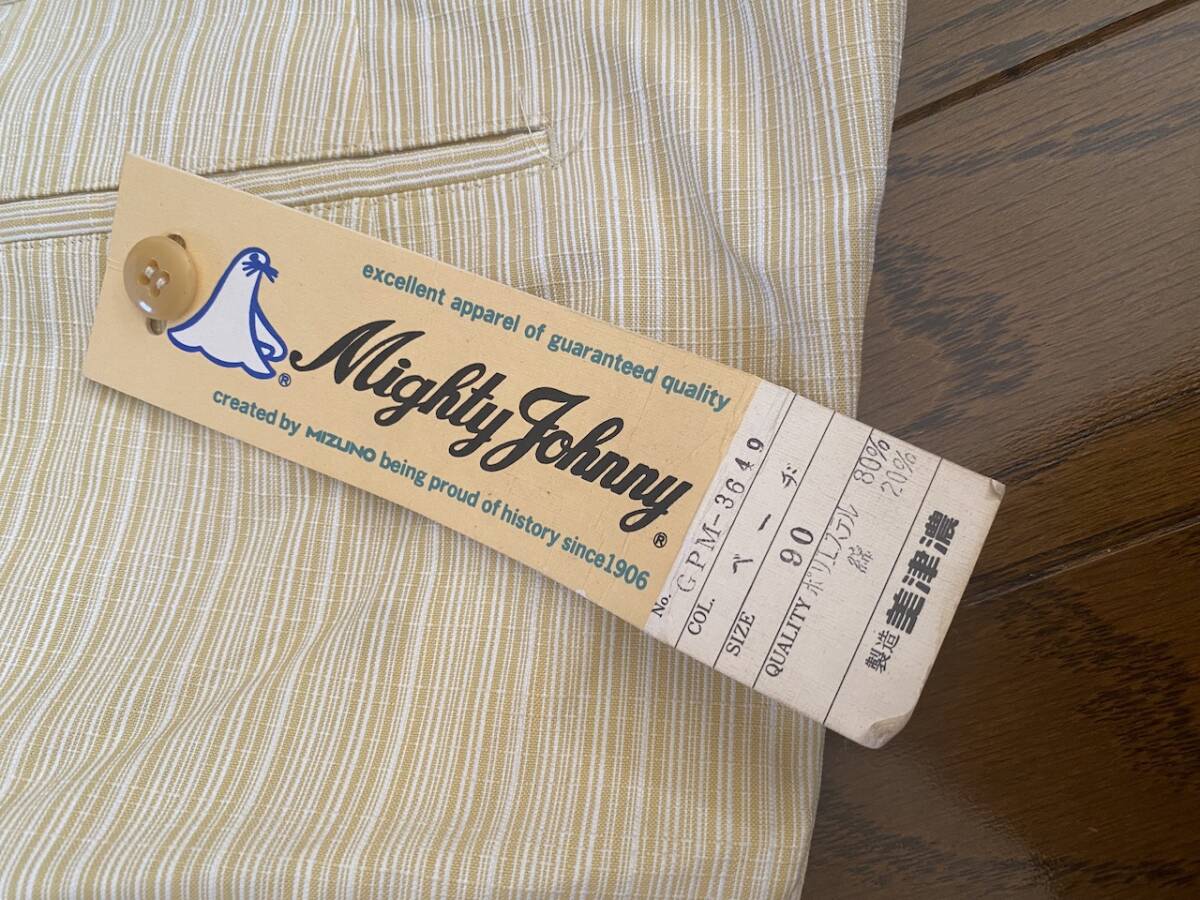 excellent apparel of guaranteed quality
®
Mighty Johnny®
created by MIZUNO being proud of history since1906
No. GPM-3649
COL. ベージ
SIZE 90
QUALITY ポリエステル 80%
綿 20%
製造 美津濃